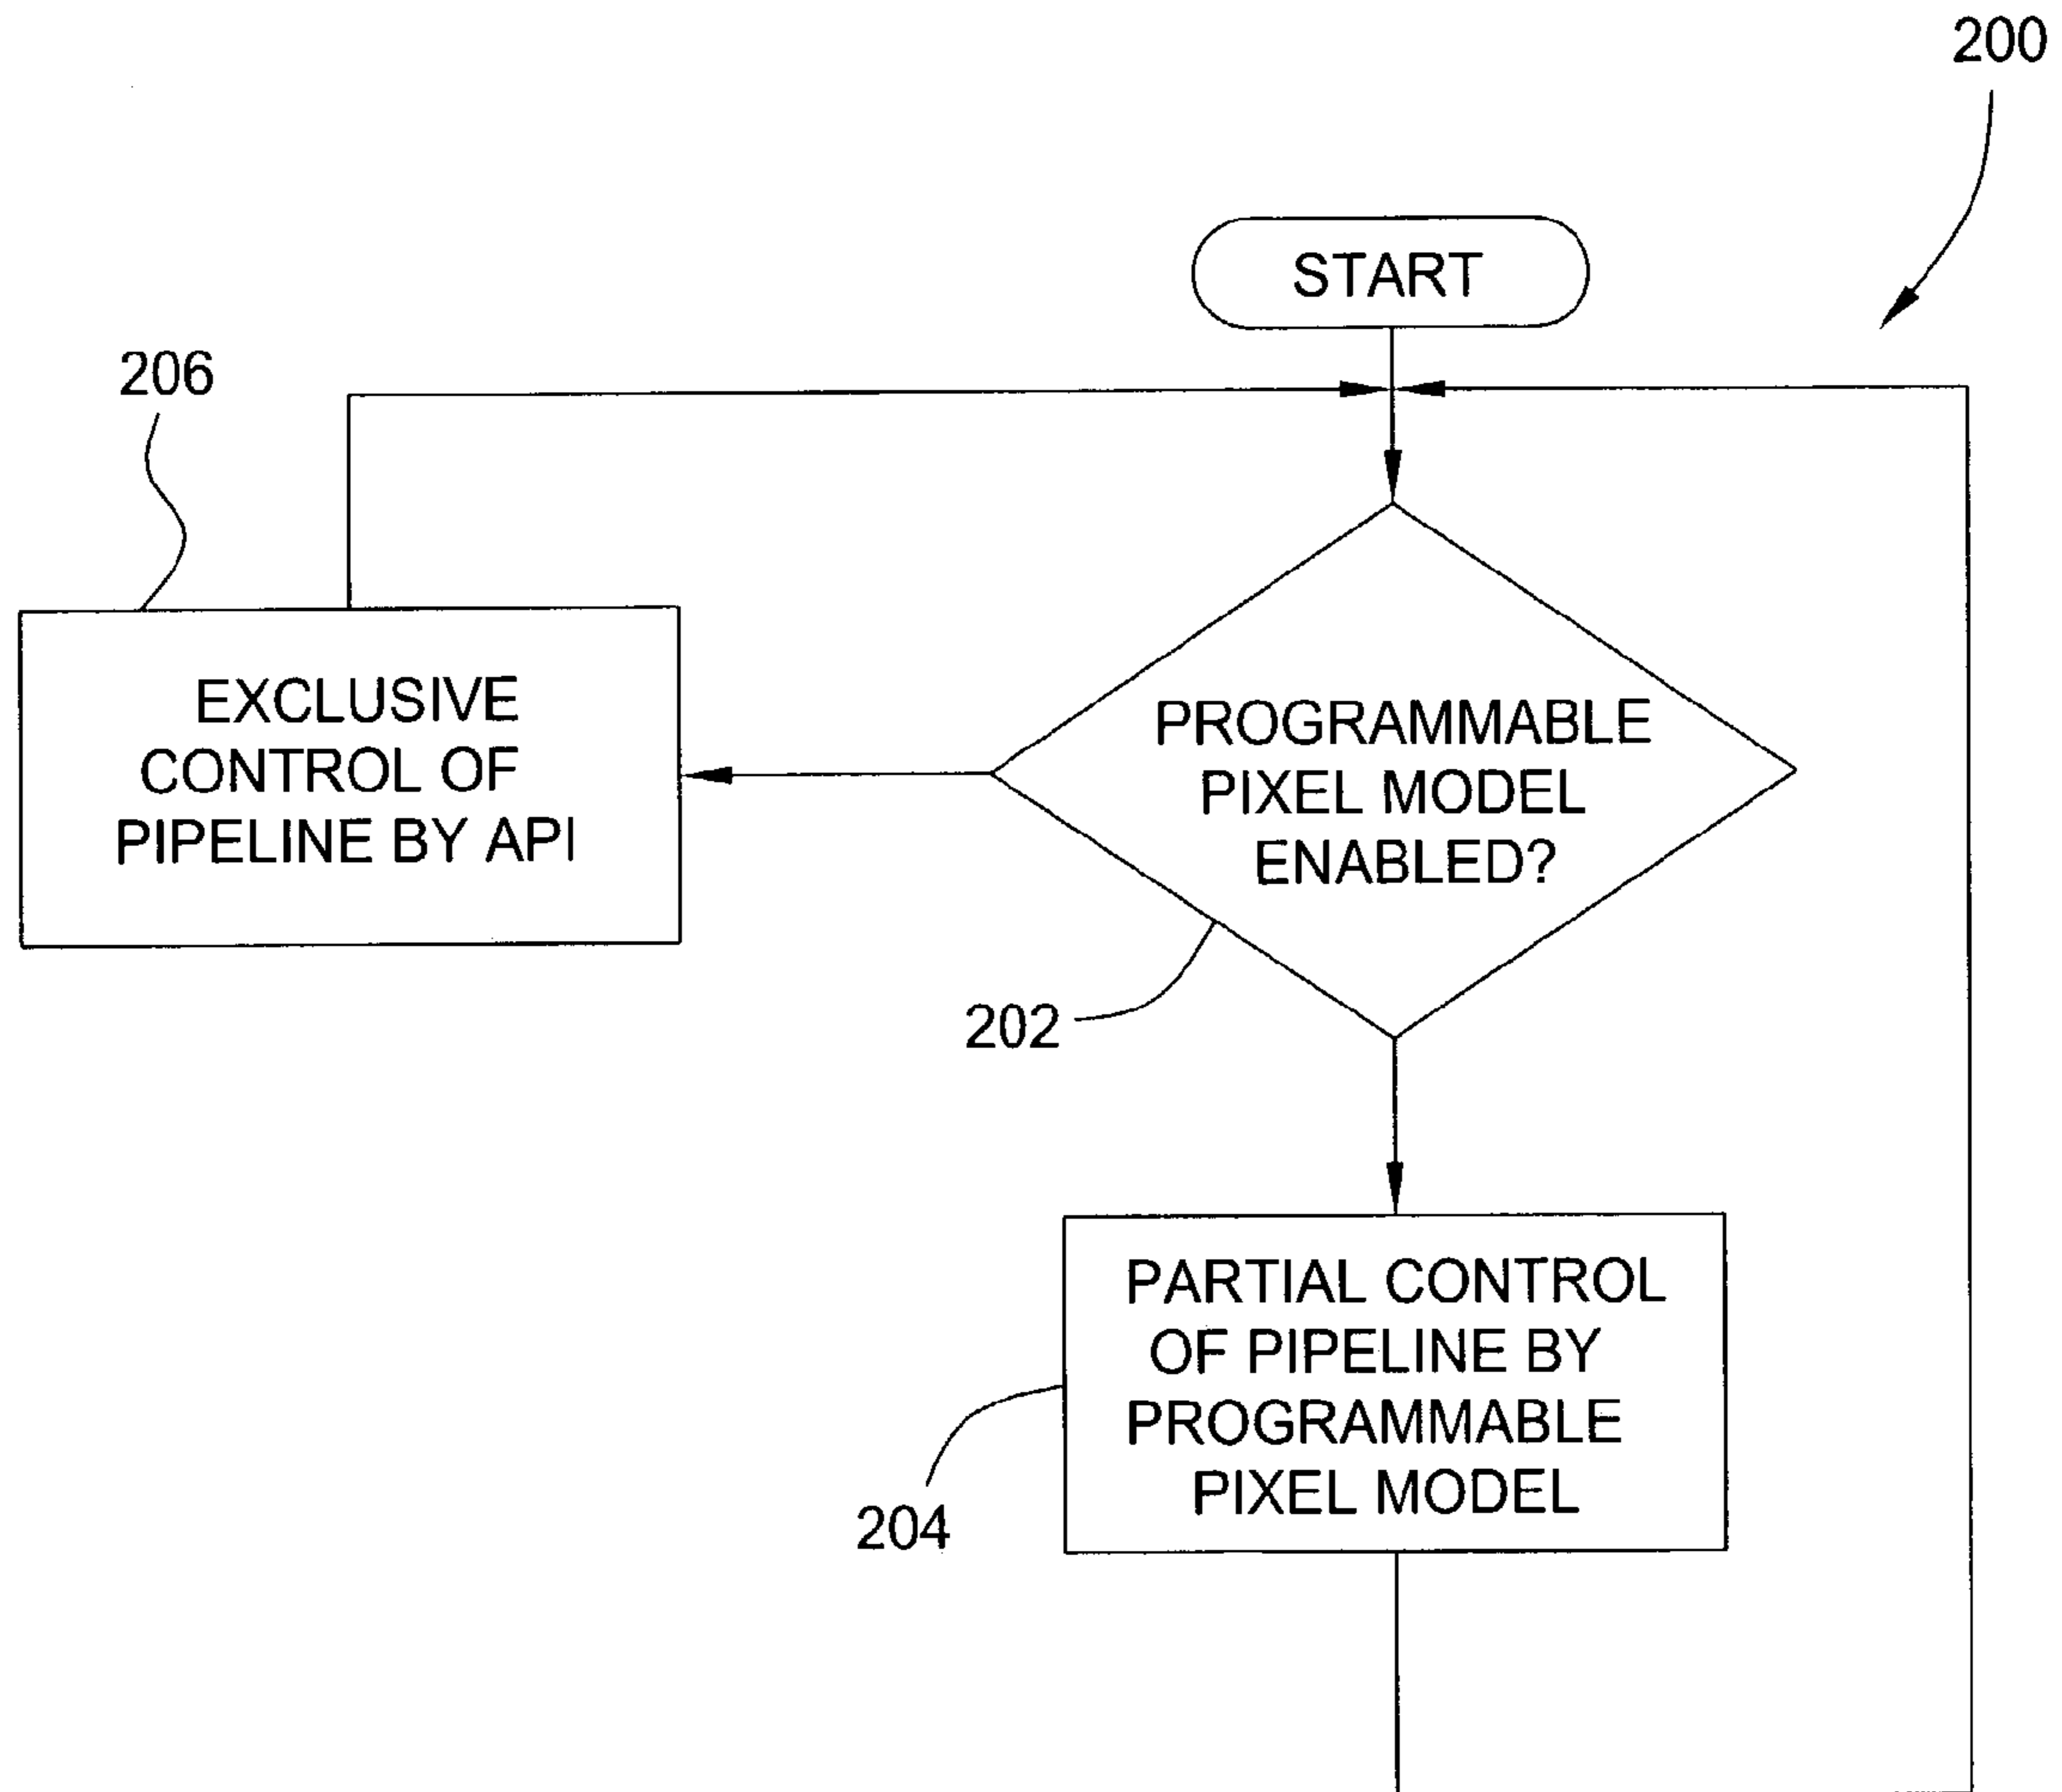 200
START
206
EXCLUSIVE
CONTROL OF
PIPELINE BY API
PROGRAMMABLE
PIXEL MODEL
ENABLED?
202
PARTIAL CONTROL
OF PIPELINE BY
PROGRAMMABLE
PIXEL MODEL
204